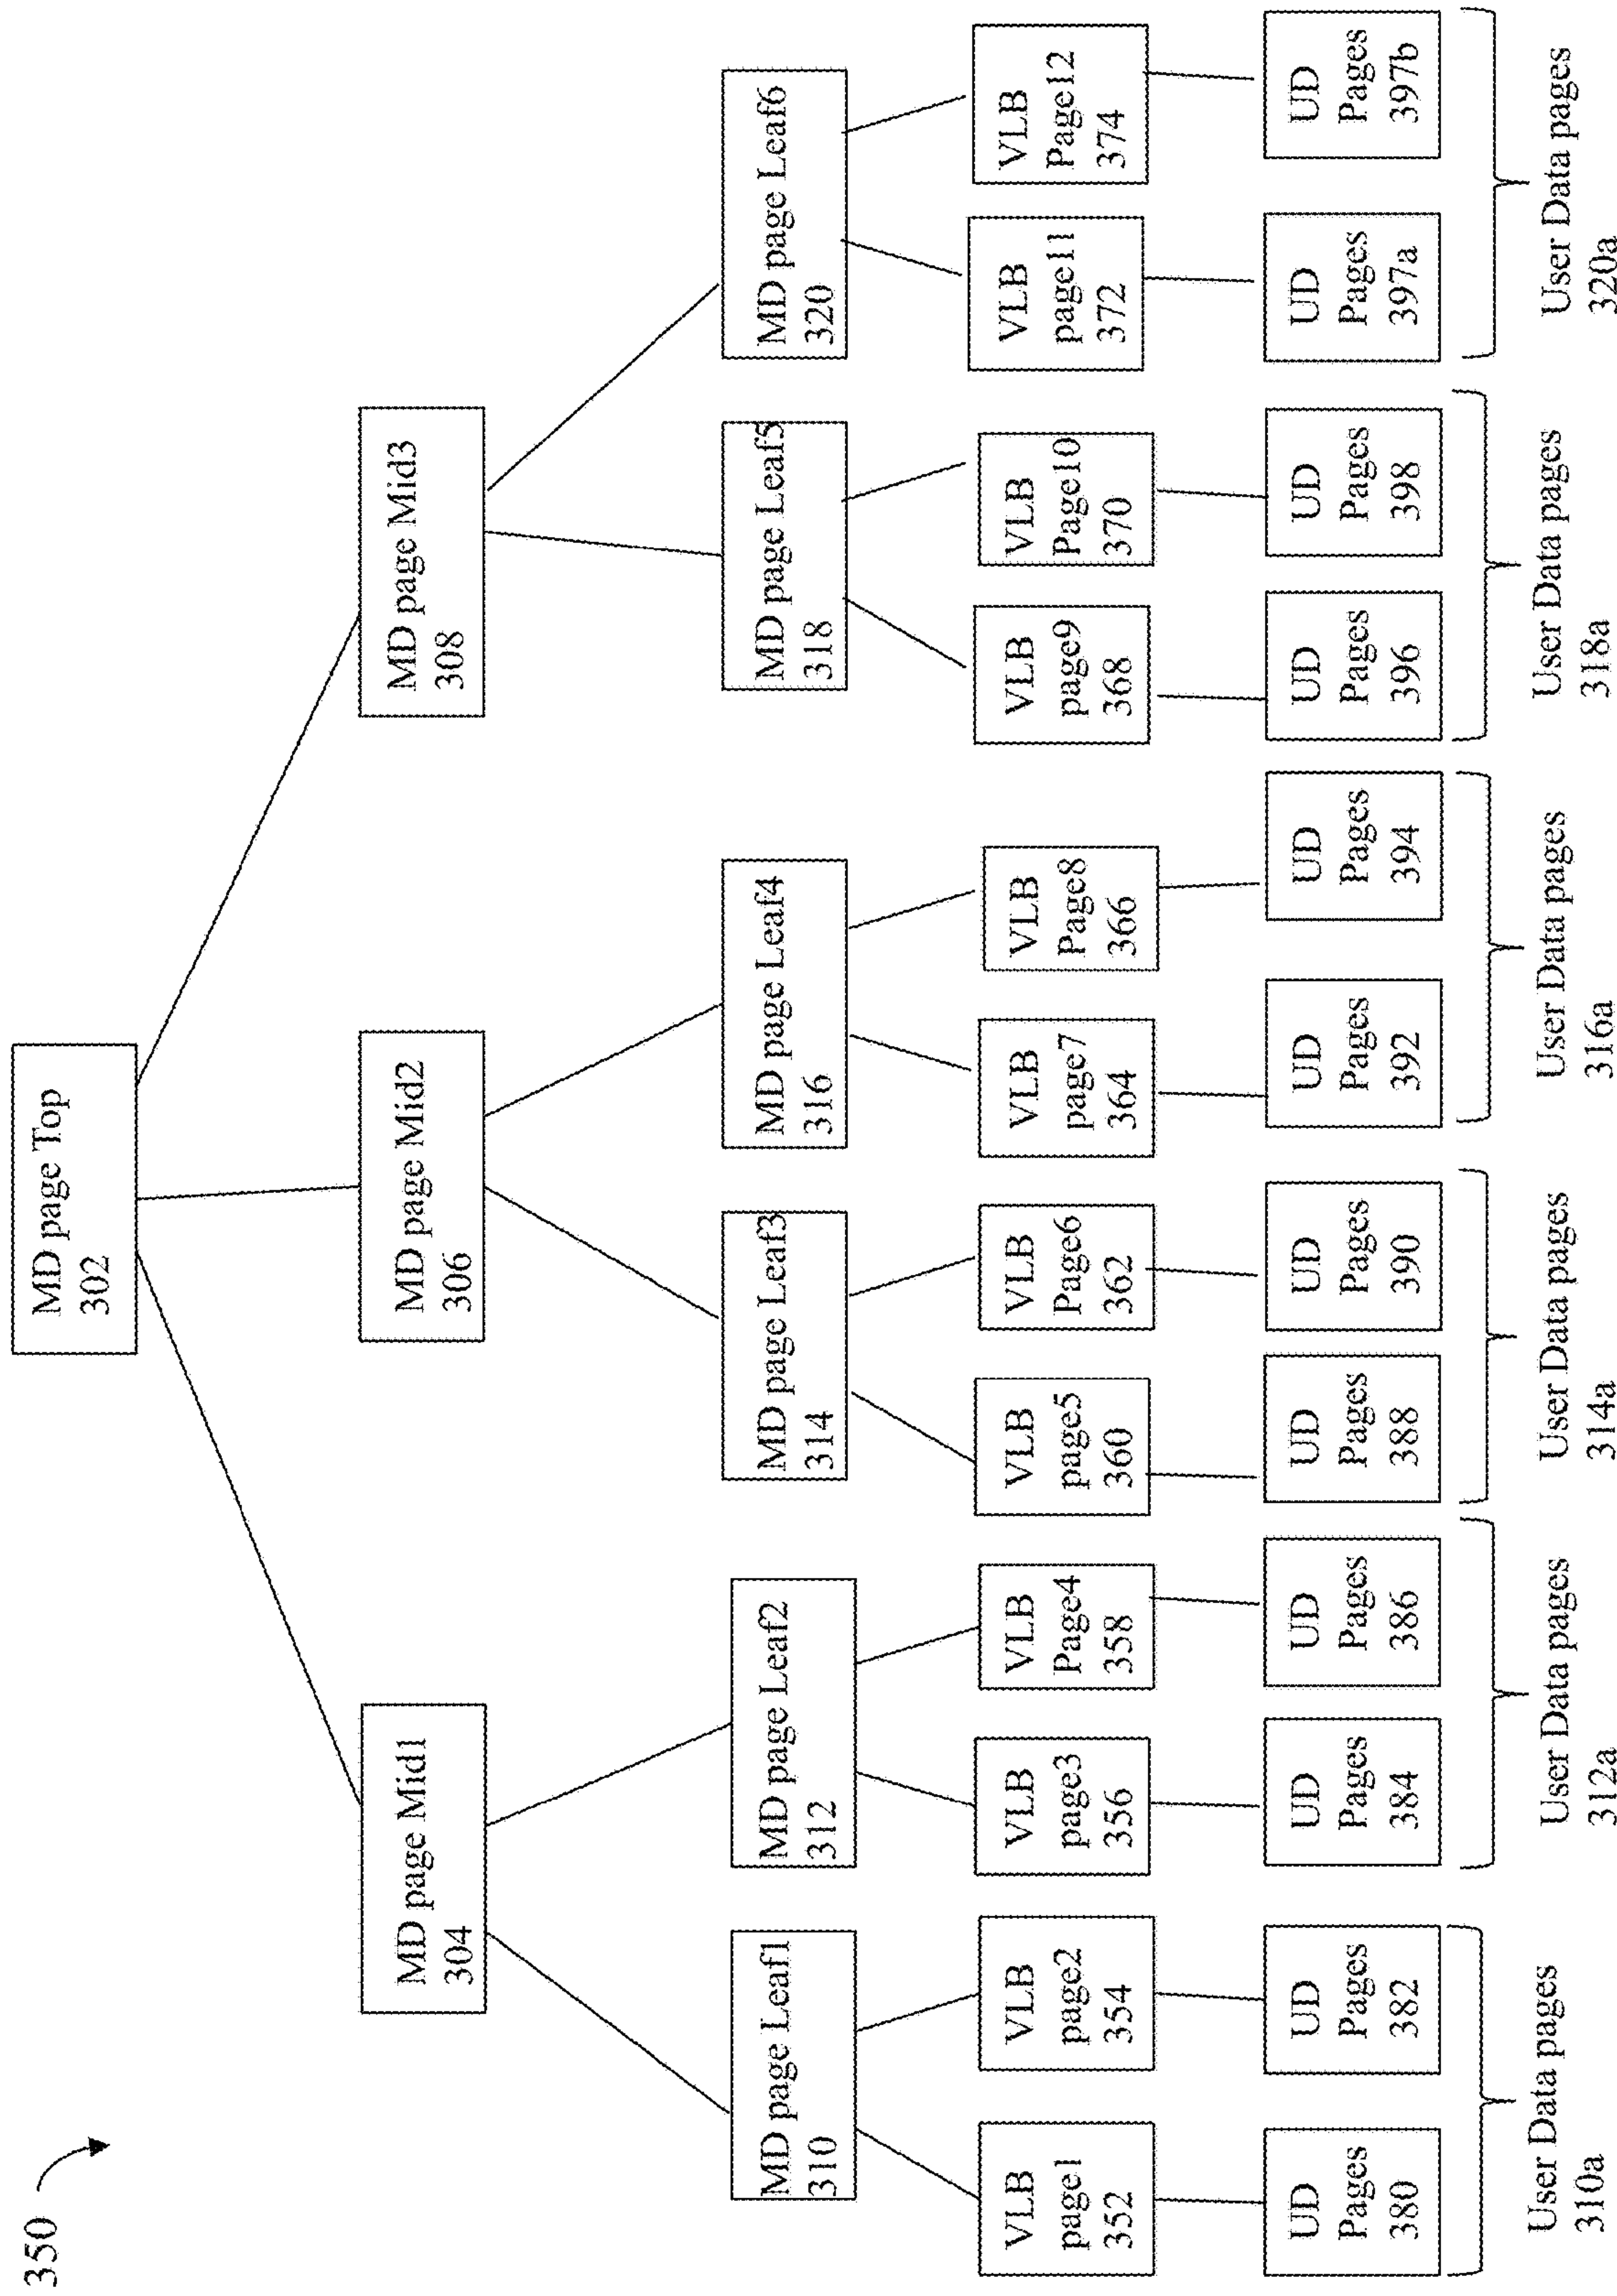 350
MD page Top
302
MD page Mid1
304
MD page Mid2
306
MD page Mid3
308
MD page Leaf1
310
MD page Leaf2
312
MD page Leaf3
314
MD page Leaf4
316
MD page Leaf5
318
MD page Leaf6
320
VLB
page1
352
VLB
page2
354
VLB
page3
356
VLB
Page4
358
VLB
page5
360
VLB
Page6
362
VLB
page7
364
VLB
Page8
366
VLB
page9
368
VLB
Page10
370
VLB
page11
372
VLB
Page12
374
UD
Pages
380
UD
Pages
382
UD
Pages
384
UD
Pages
386
UD
Pages
388
UD
Pages
390
UD
Pages
392
UD
Pages
394
UD
Pages
396
UD
Pages
398
UD
Pages
397a
UD
Pages
397b
User Data pages
310a
User Data pages
312a
User Data pages
314a
User Data pages
316a
User Data pages
318a
User Data pages
320a